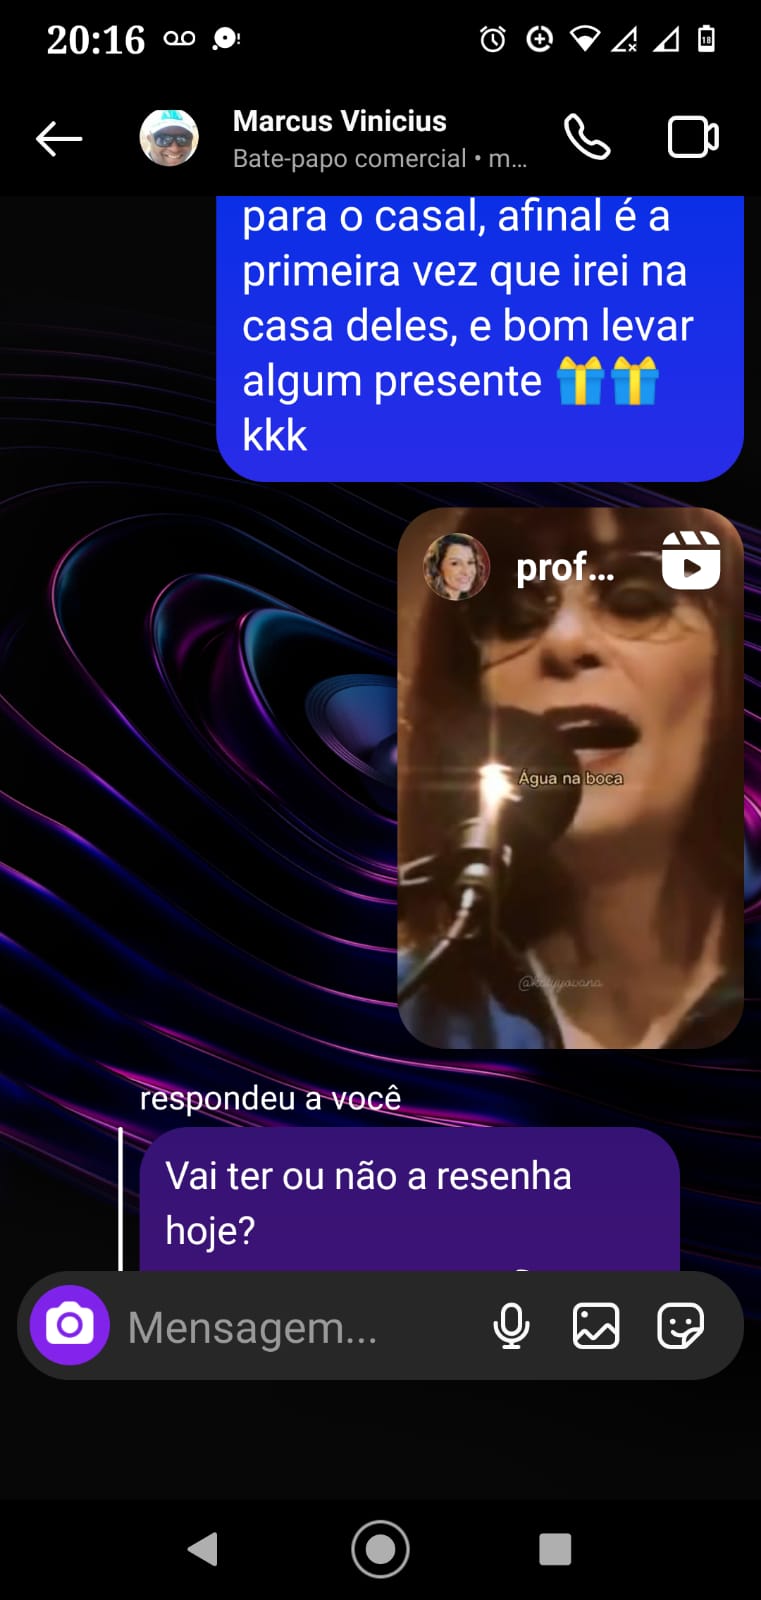 20:16
18
Marcus Vinicius
Bate-papo comercial • m...
para o casal, afinal é a
primeira vez que irei na
casa deles, e bom levar
algum presente 🎁🎁
kkk
prof...
Água na boca
respondeu a você
Vai ter ou não a resenha
hoje?
Mensagem...